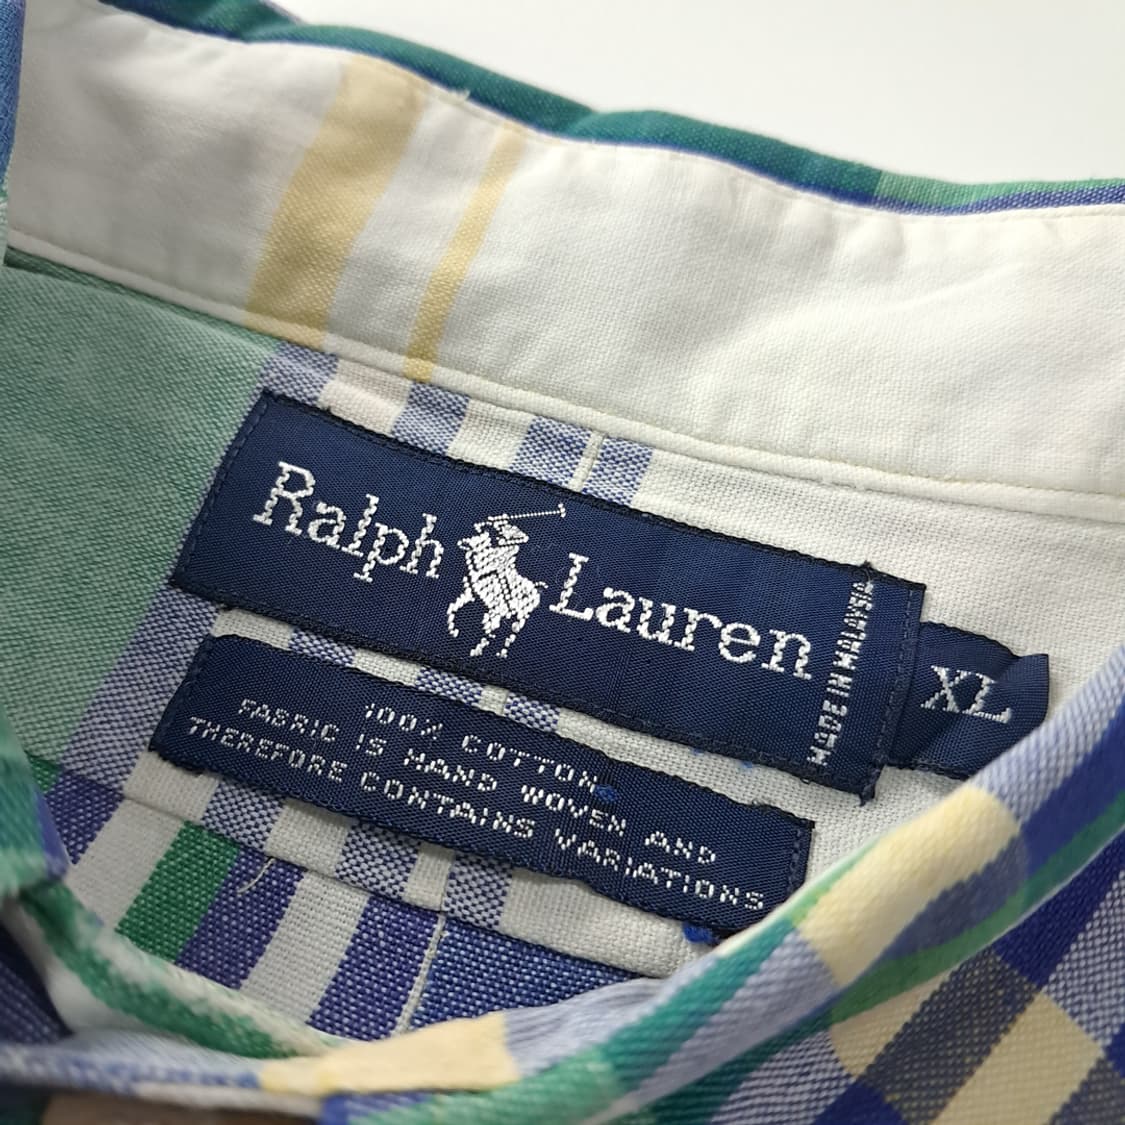 Ralph Lauren
MADE IN MALAYSIA
XL
100% COTTON
FABRIC IS HAND WOVEN AND
THEREFORE CONTAINS VARIATIONS